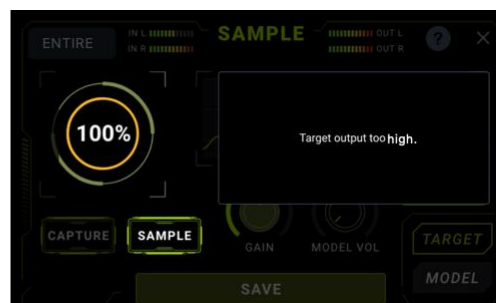 ENTIRE
IN L
IN R
SAMPLE
OUT L
OUT R
?
×
100%
Target output too high.
CAPTURE
SAMPLE
GAIN
MODEL VOL
TARGET
MODEL
SAVE